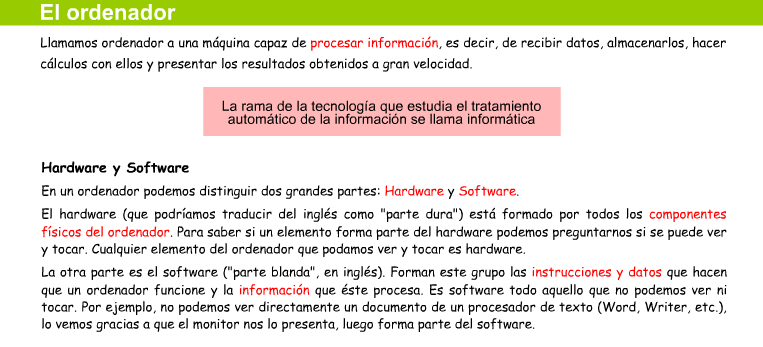 El ordenador
Llamamos ordenador a una máquina capaz de procesar información, es decir, de recibir datos, almacenarlos, hacer
cálculos con ellos y presentar los resultados obtenidos a gran velocidad.
La rama de la tecnología que estudia el tratamiento
automático de la información se llama informática
Hardware y Software
En un ordenador podemos distinguir dos grandes partes: Hardware y Software.
El hardware (que podríamos traducir del inglés como "parte dura") está formado por todos los componentes
físicos del ordenador. Para saber si un elemento forma parte del hardware podemos preguntarnos si se puede ver
y tocar. Cualquier elemento del ordenador que podamos ver y tocar es hardware.
La otra parte es el software ("parte blanda", en inglés). Forman este grupo las instrucciones y datos que hacen
que un ordenador funcione y la información que éste procesa. Es software todo aquello que no podemos ver ni
tocar. Por ejemplo, no podemos ver directamente un documento de un procesador de texto (Word, Writer, etc.),
lo vemos gracias a que el monitor nos lo presenta, luego forma parte del software.